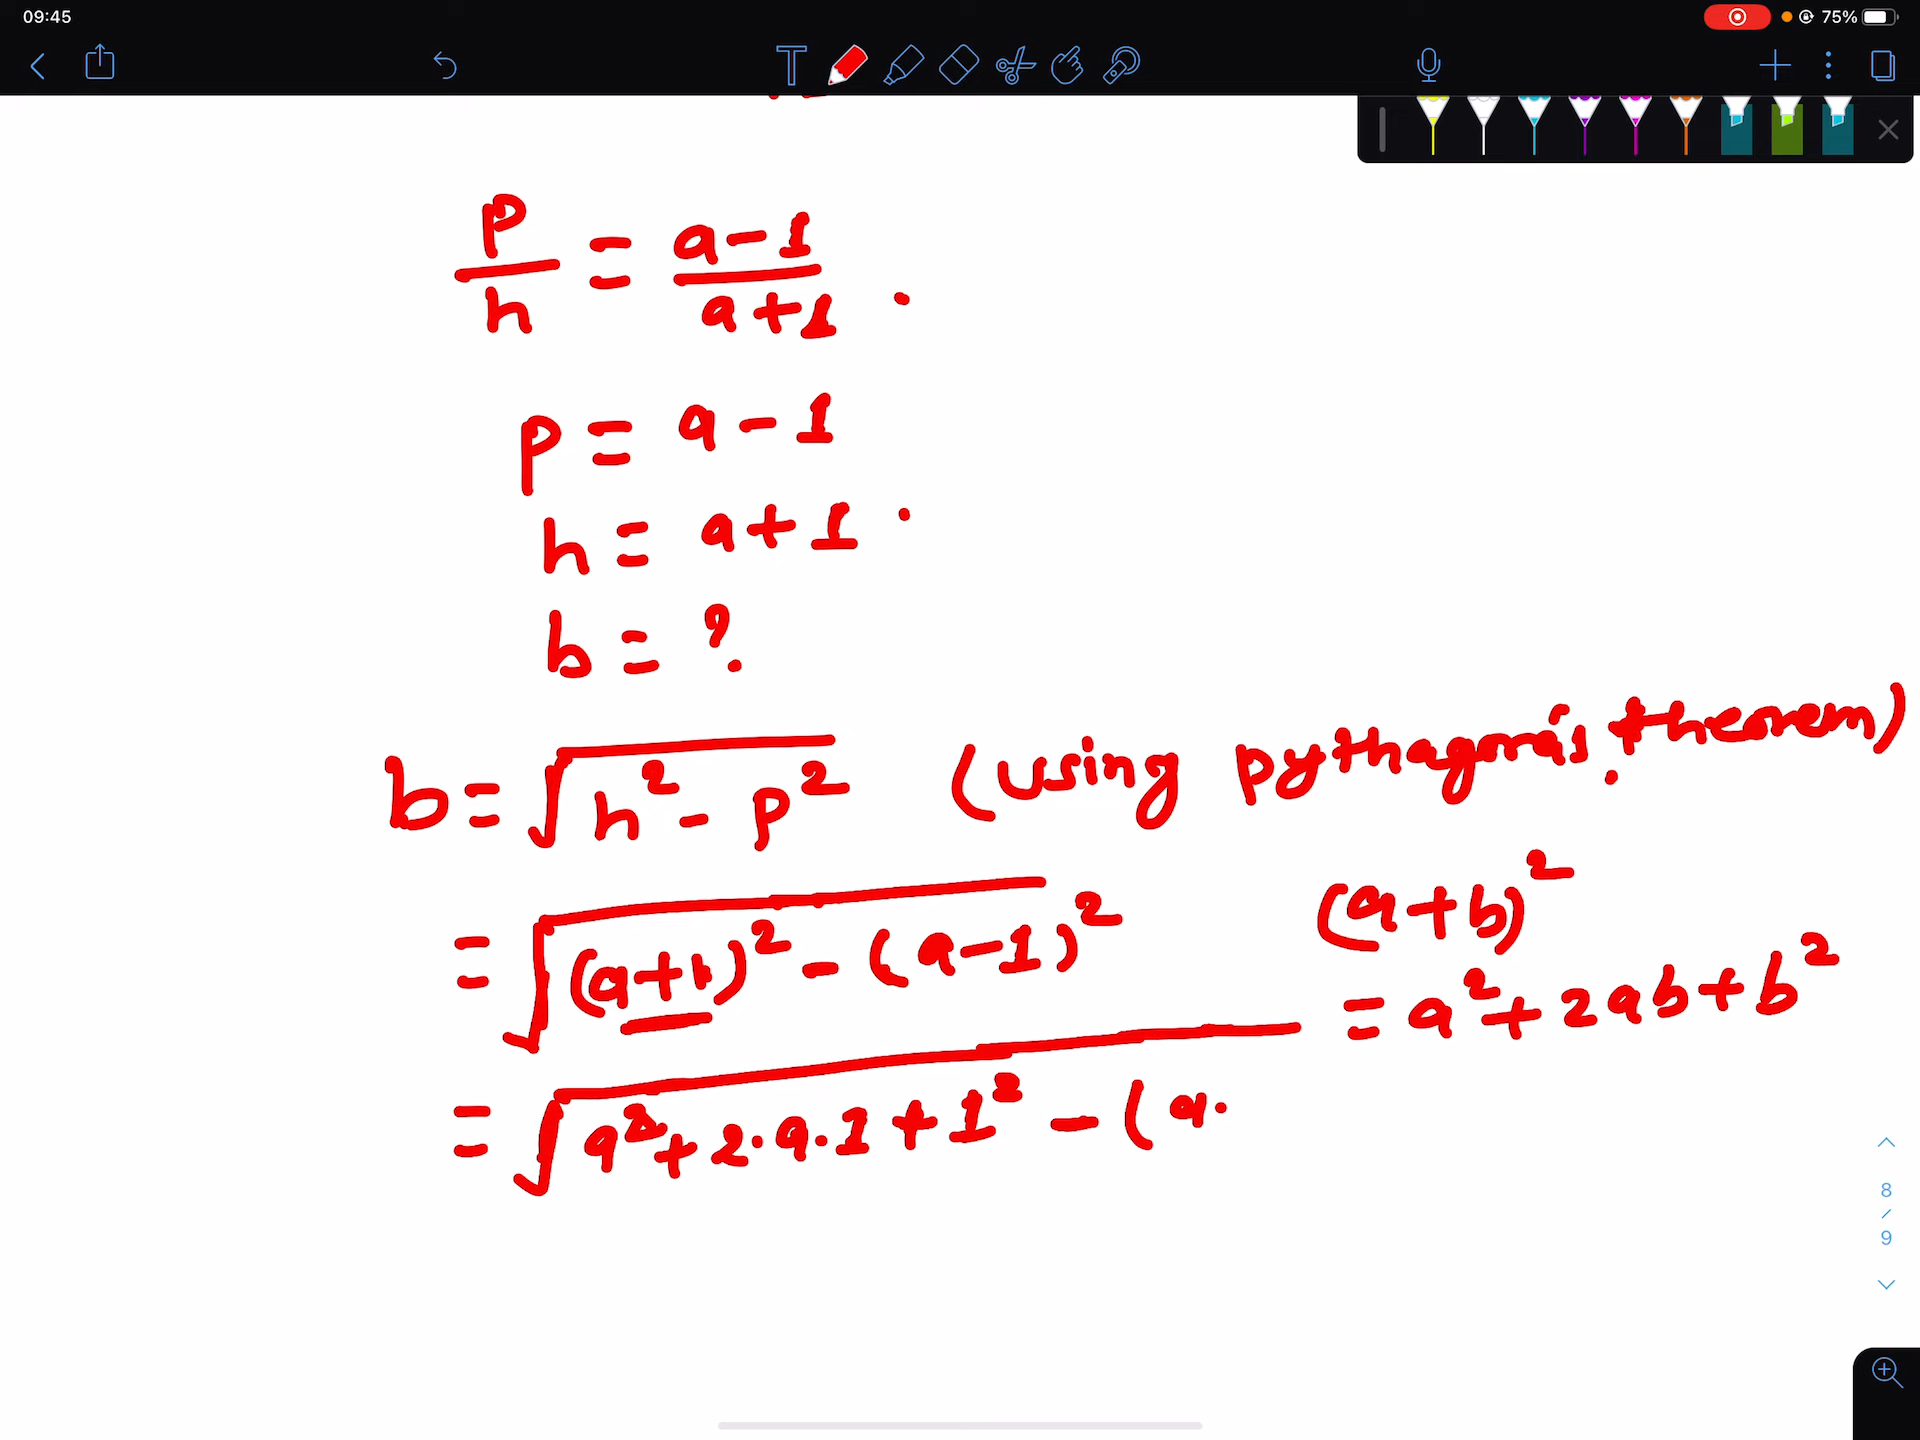 09:45
75%
T
p/h = a-1/a+1 .
p = a - 1
h = a + 1 .
b = ?
b = √h² - p² (using pythagora's. theorem)
= √(a+1)² - (a-1)²
(a+b)²
= a² + 2ab + b²
= √a² + 2·a·1 + 1² - (a·
8
/
9